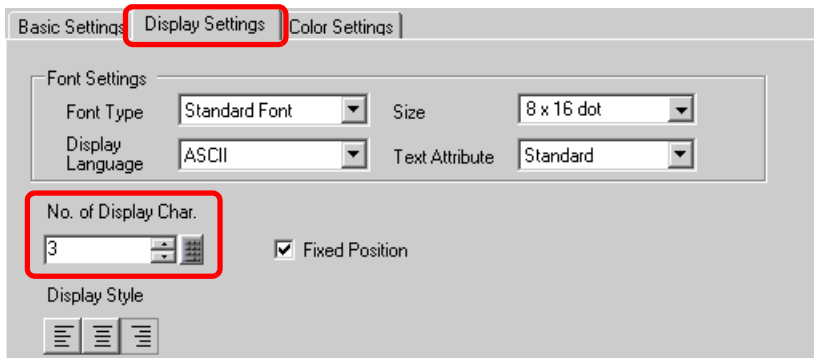 Basic Settings Display Settings Color Settings
Font Settings
Font Type Standard Font Size 8 x 16 dot
Display Language ASCII Text Attribute Standard
No. of Display Char.
3 Fixed Position
Display Style